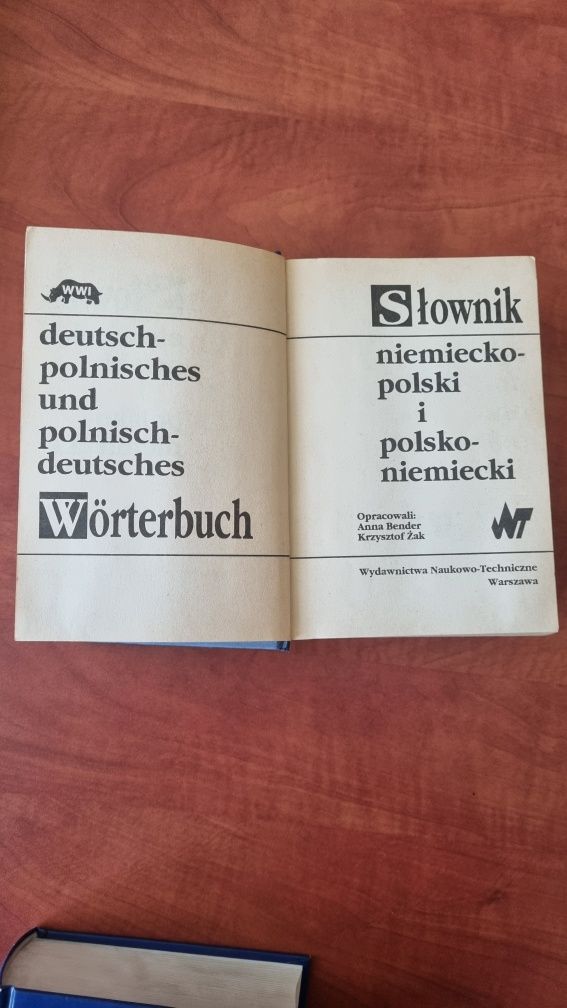 WWI
deutsch-
polnisches
und
polnisch-
deutsches
Wörterbuch
Słownik
niemiecko-
polski
i
polsko-
niemiecki
Opracowali:
Anna Bender
Krzysztof Żak
WNT
Wydawnictwa Naukowo-Techniczne
Warszawa